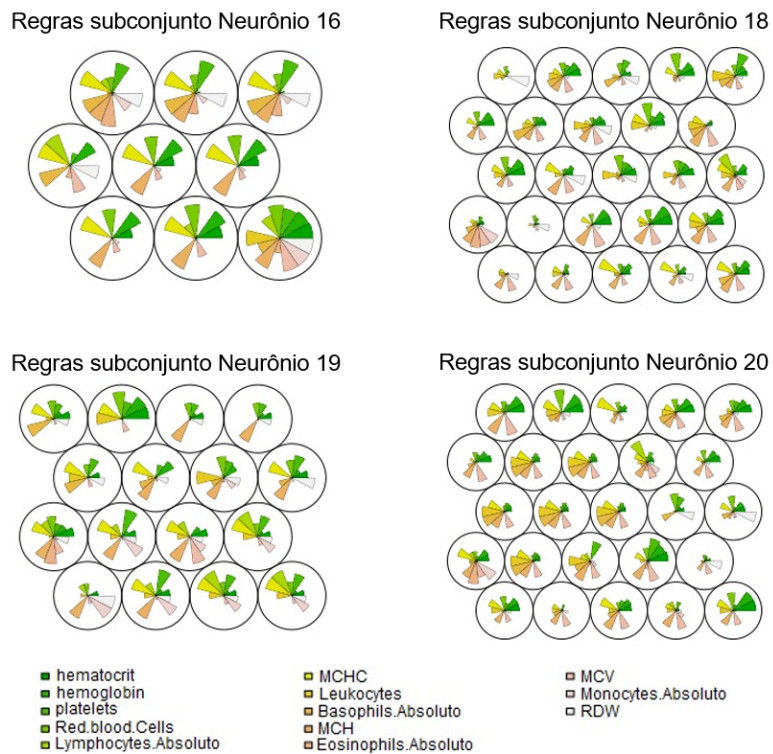 Regras subconjunto Neurônio 16
Regras subconjunto Neurônio 18
Regras subconjunto Neurônio 19
Regras subconjunto Neurônio 20
hematocrit
hemoglobin
platelets
Red.blood.Cells
Lymphocytes.Absoluto
MCHC
Leukocytes
Basophils.Absoluto
MCH
Eosinophils.Absoluto
MCV
Monocytes.Absoluto
RDW